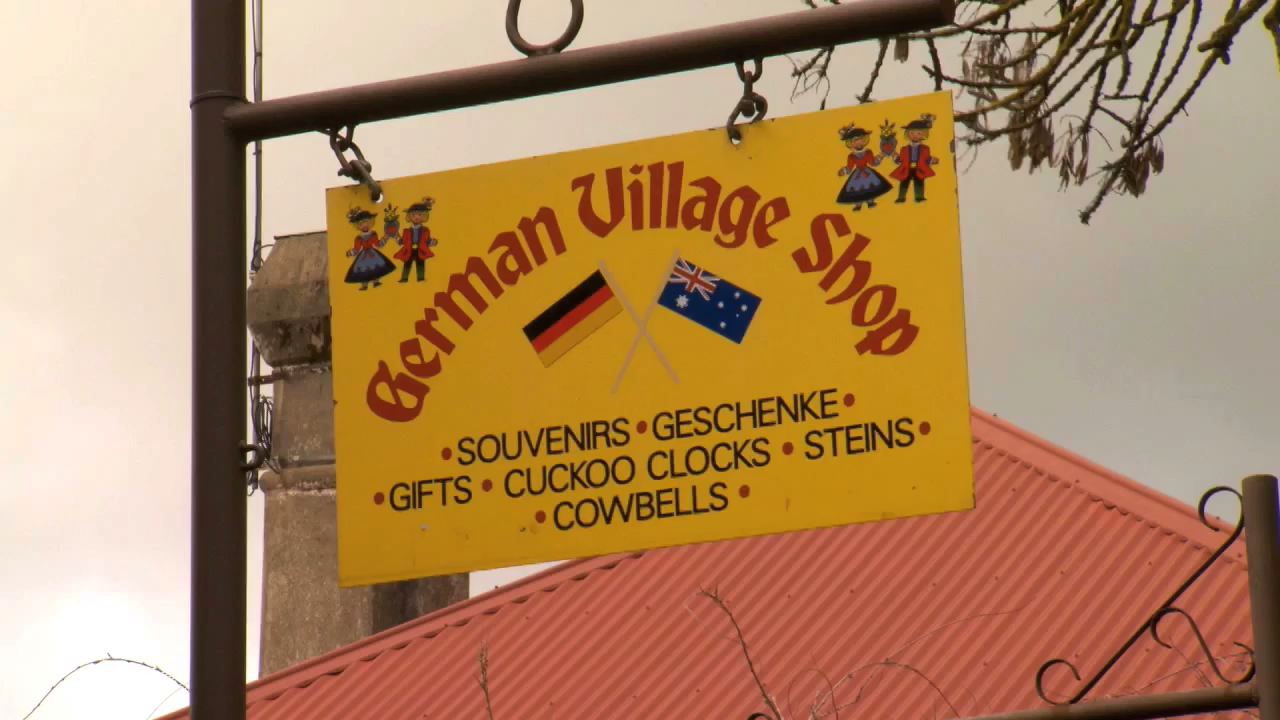 German Village Shop
•SOUVENIRS•GESCHENKE•
•GIFTS•CUCKOO CLOCKS•STEINS•
•COWBELLS•